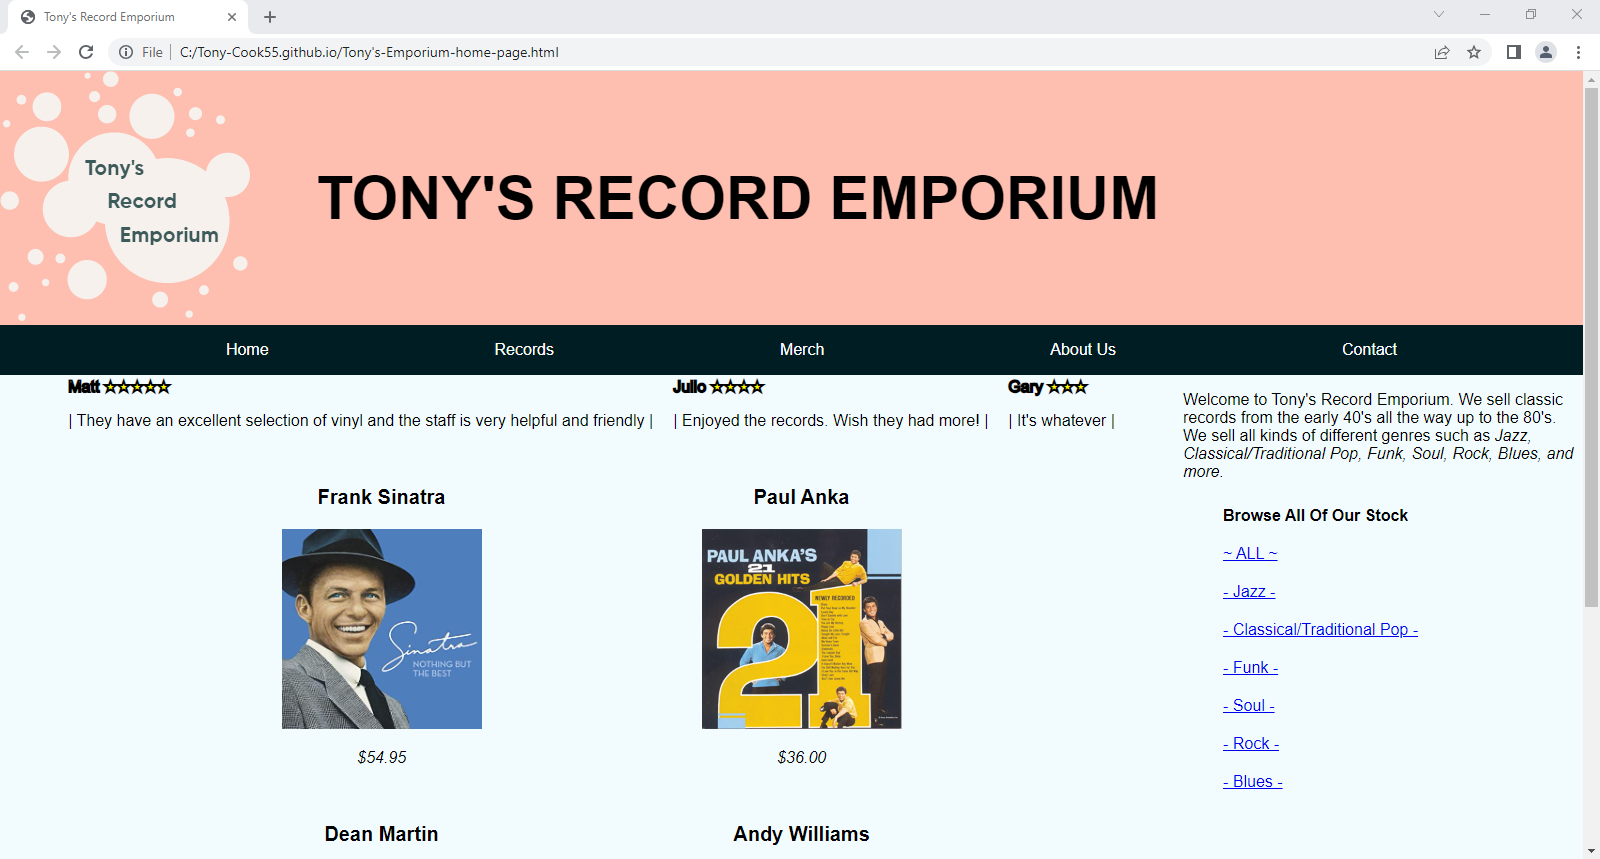 Tony's Record Emporium
File
C:/Tony-Cook55.github.io/Tony's-Emporium-home-page.html
Tony's
Record
Emporium
TONY'S RECORD EMPORIUM
Home Records Merch About Us Contact
Matt ☆☆☆☆☆
| They have an excellent selection of vinyl and the staff is very helpful and friendly |
Julio ☆☆☆☆
| Enjoyed the records. Wish they had more! |
Gary ☆☆☆
| It's whatever |
Welcome to Tony's Record Emporium. We sell classic
records from the early 40's all the way up to the 80's.
We sell all kinds of different genres such as Jazz,
Classical/Traditional Pop, Funk, Soul, Rock, Blues, and
more.
Browse All Of Our Stock
~ ALL ~
- Jazz -
- Classical/Traditional Pop -
- Funk -
- Soul -
- Rock -
- Blues -
Frank Sinatra
Sinatra
NOTHING BUT
THE BEST
$54.95
Paul Anka
PAUL ANKA'S
21
GOLDEN HITS
NEWLY RECORDED
21
$36.00
Dean Martin
Andy Williams